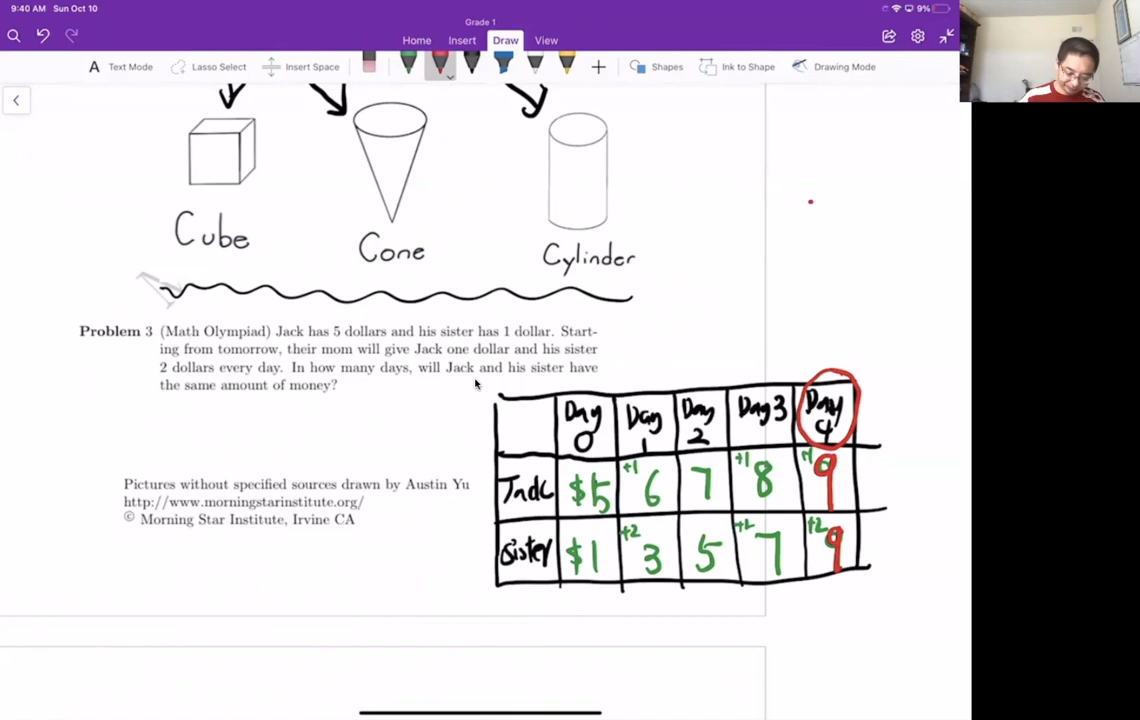 9:40 AM Sun Oct 10
9%
Grade 1
Home Insert Draw View
Text Mode Lasso Select Insert Space Shapes Ink to Shape Drawing Mode
Cube Cone Cylinder
Problem 3 (Math Olympiad) Jack has 5 dollars and his sister has 1 dollar. Start-
ing from tomorrow, their mom will give Jack one dollar and his sister
2 dollars every day. In how many days, will Jack and his sister have
the same amount of money?
Day 0 Day 1 Day 2 Day 3 Day 4
$5 +1 6 7 +1 8 +1 9
Sister $1 +2 3 5 +2 7 +2 9
Pictures without specified sources drawn by Austin Yu
http://www.morningstarinstitute.org/
© Morning Star Institute, Irvine CA